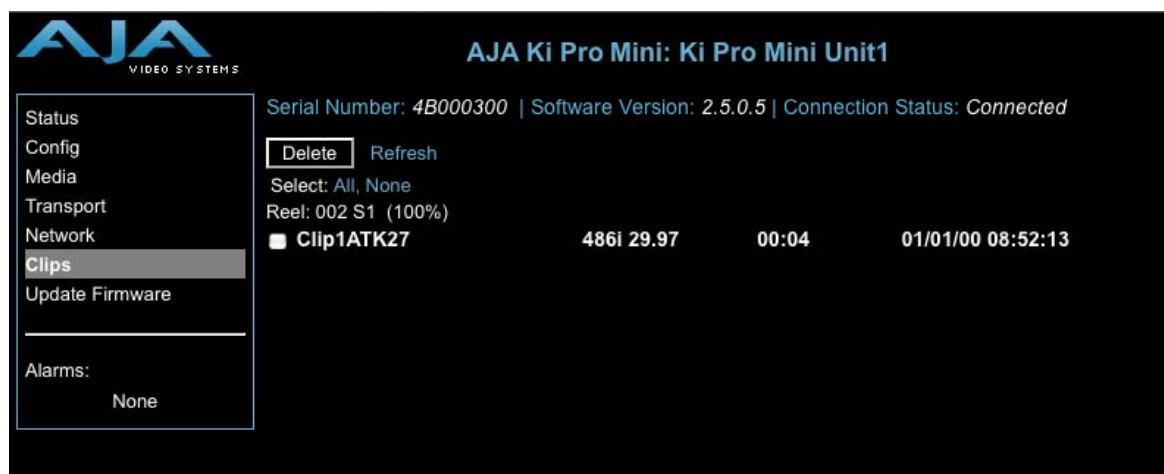 AJA
VIDEO SYSTEMS
AJA Ki Pro Mini: Ki Pro Mini Unit1
Status
Config
Media
Transport
Network
Clips
Update Firmware
Alarms:
None
Serial Number: 4B000300 | Software Version: 2.5.0.5 | Connection Status: Connected
Delete Refresh
Select: All, None
Reel: 002 S1 (100%)
Clip1ATK27 486i 29.97 00:04 01/01/00 08:52:13